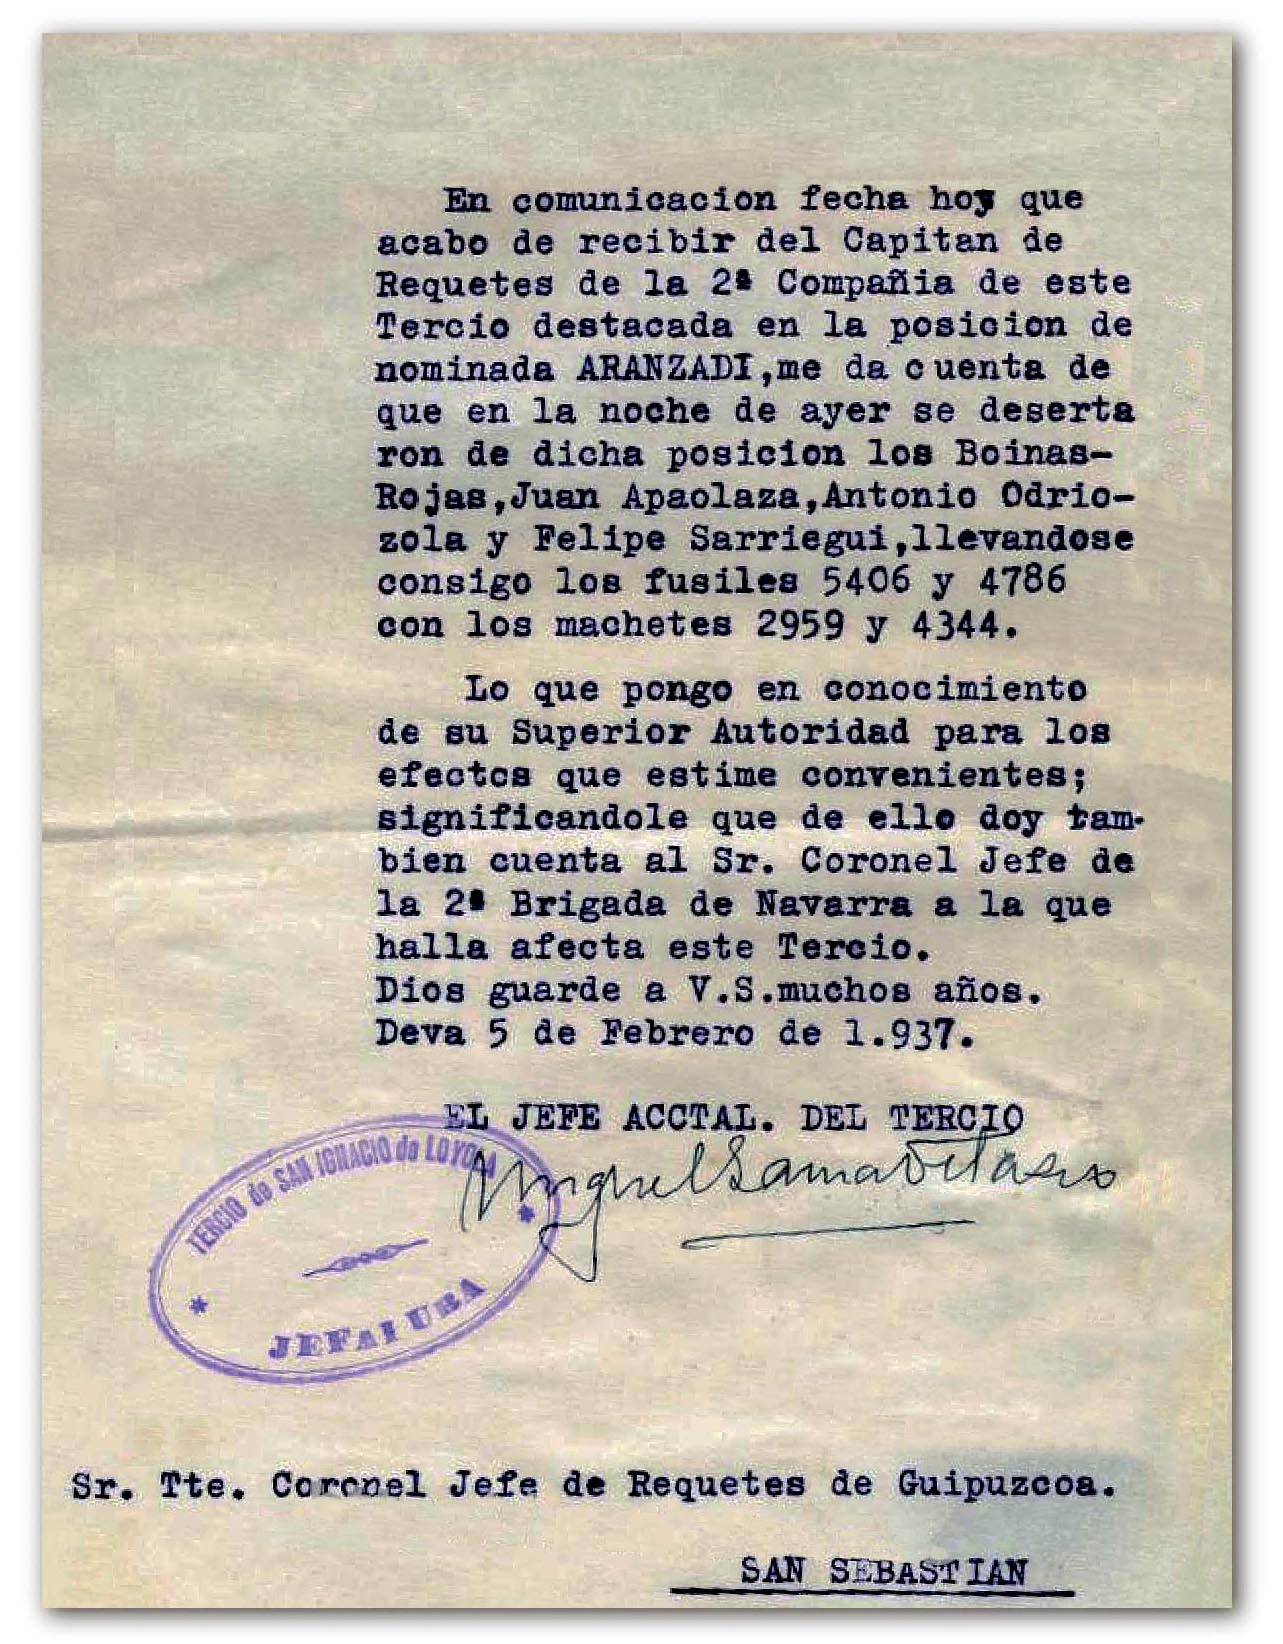 En comunicacion fecha hoy que
acabo de recibir del Capitan de
Requetes de la 2ª Compañia de este
Tercio destacada en la posicion de
nominada ARANZADI,me da cuenta de
que en la noche de ayer se deserta
ron de dicha posicion los Boinas-
Rojas,Juan Apaolaza,Antonio Odrio-
zola y Felipe Sarriegui,llevandose
consigo los fusiles 5406 y 4786
con los machetes 2959 y 4344.
Lo que pongo en conocimiento
de su Superior Autoridad para los
efectos que estime convenientes;
significandole que de ello doy tam-
bien cuenta al Sr. Coronel Jefe de
la 2ª Brigada de Navarra a la que
halla afecta este Tercio.
Dios guarde a V.S.muchos años.
Deva 5 de Febrero de 1.937.
EL JEFE ACCTAL. DEL TERCIO
TERCIO de SAN IGNACIO de LOYOLA
Miguel
JEFATURA
Sr. Tte. Coronel Jefe de Requetes de Guipuzcoa.
SAN SEBASTIAN